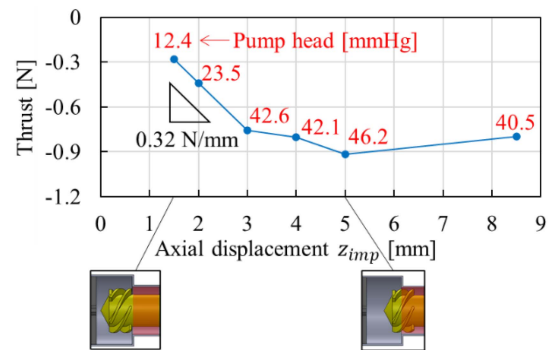 0
12.4 ← Pump head [mmHg]
-0.3
23.5
Thrust [N]
-0.6
42.6
42.1
46.2
40.5
0.32 N/mm
-0.9
-1.2
0 1 2 3 4 5 6 7 8 9
Axial displacement z_imp [mm]